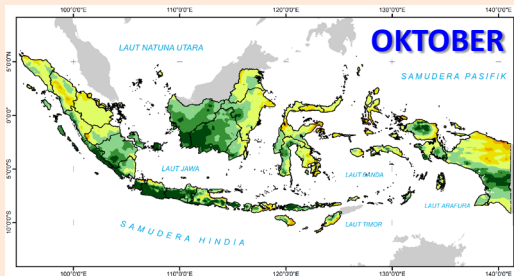 OKTOBER
100°0'0"E 110°0'0"E 120°0'0"E 130°0'0"E 140°0'0"E
LAUT NATUNA UTARA
SAMUDERA PASIFIK
5°0'0"N
0°0'0"
5°0'0"S
10°0'0"S
LAUT JAWA
LAUT BANDA
LAUT ARAFURA
LAUT TIMOR
SAMUDERA HINDIA
100°0'0"E 110°0'0"E 120°0'0"E 130°0'0"E 140°0'0"E